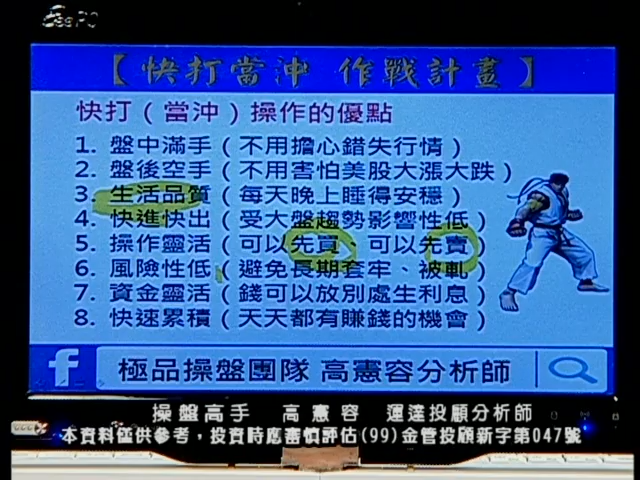 Eee PC
【快打當沖 作戰計畫】
快打（當沖）操作的優點
1. 盤中滿手（不用擔心錯失行情）
2. 盤後空手（不用害怕美股大漲大跌）
3. 生活品質（每天晚上睡得安穩）
4. 快進快出（受大盤趨勢影響性低）
5. 操作靈活（可以先買、可以先賣）
6. 風險性低（避免長期套牢、被軋）
7. 資金靈活（錢可以放別處生利息）
8. 快速累積（天天都有賺錢的機會）
f 極品操盤團隊 高憲容分析師
操盤高手 高憲容 運達投顧分析師
本資料僅供參考，投資時應審慎評估(99)金管投顧新字第047號